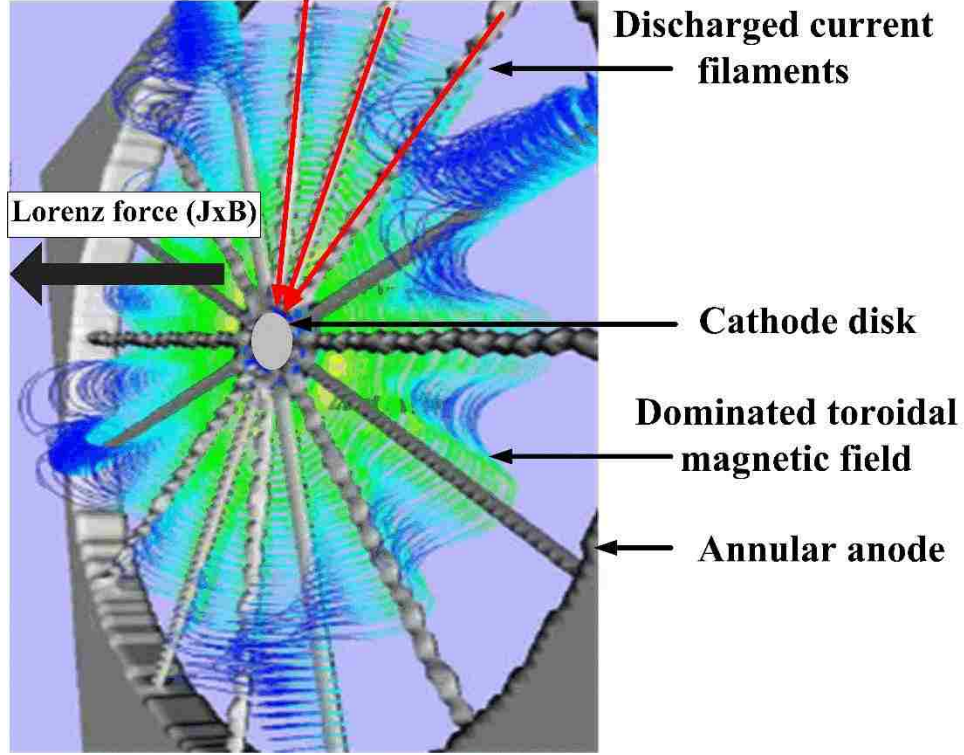 Discharged current
filaments
Lorenz force (JxB)
Cathode disk
Dominated toroidal
magnetic field
Annular anode